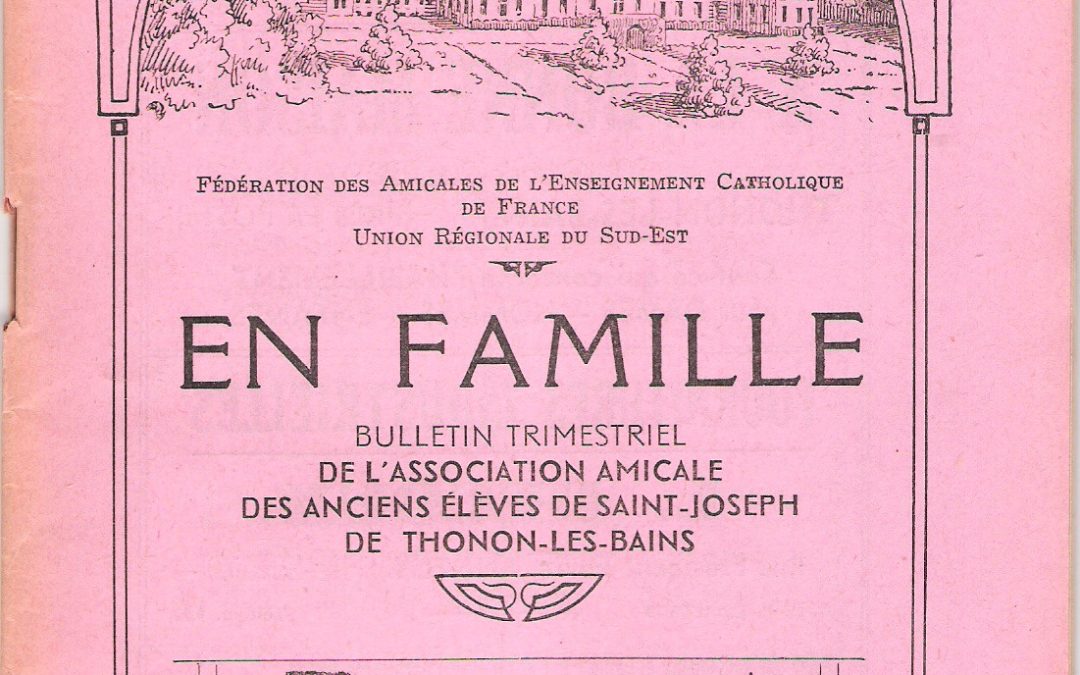 Fédération des Amicales de l'Enseignement Catholique
de France
Union Régionale du Sud-Est
EN FAMILLE
BULLETIN TRIMESTRIEL
DE L'ASSOCIATION AMICALE
DES ANCIENS ÉLÈVES DE SAINT-JOSEPH
DE THONON-LES-BAINS